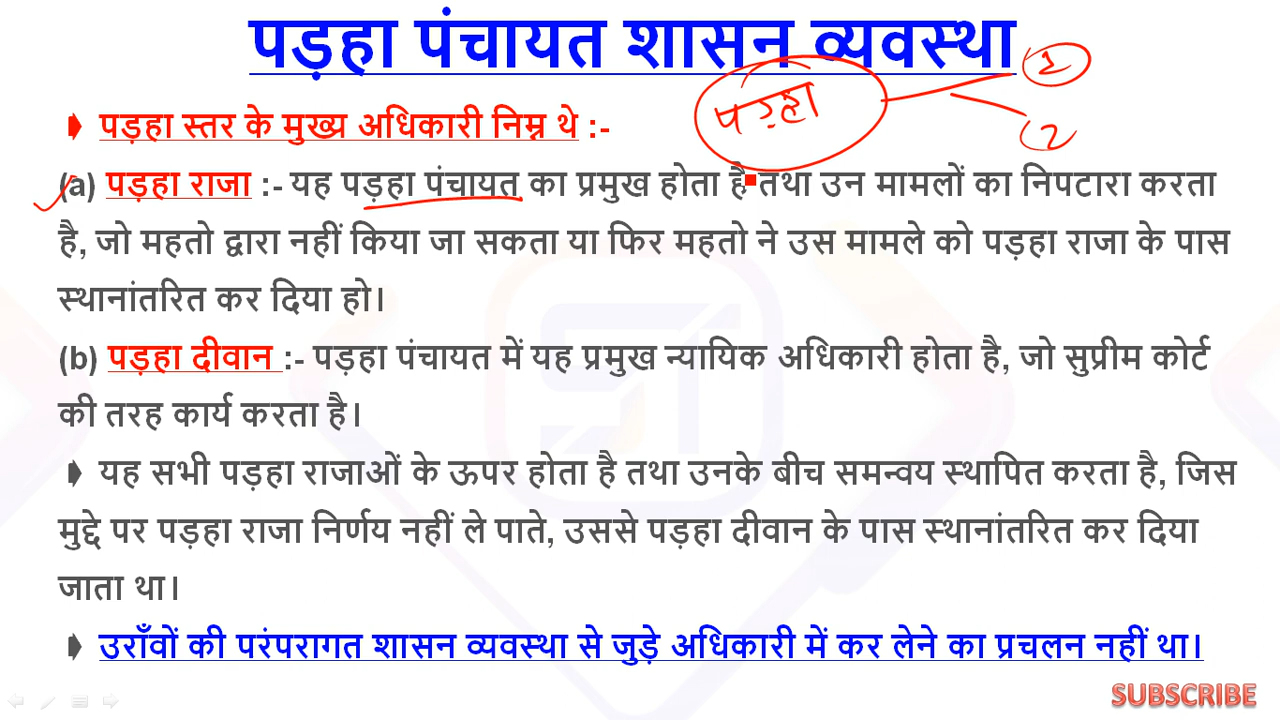 पड़हा पंचायत शासन व्यवस्था
पड़हा
1
2
➧ पड़हा स्तर के मुख्य अधिकारी निम्न थे :-
(a) पड़हा राजा :- यह पड़हा पंचायत का प्रमुख होता है तथा उन मामलों का निपटारा करता
है, जो महतो द्वारा नहीं किया जा सकता या फिर महतो ने उस मामले को पड़हा राजा के पास
स्थानांतरित कर दिया हो।
(b) पड़हा दीवान :- पड़हा पंचायत में यह प्रमुख न्यायिक अधिकारी होता है, जो सुप्रीम कोर्ट
की तरह कार्य करता है।
➧ यह सभी पड़हा राजाओं के ऊपर होता है तथा उनके बीच समन्वय स्थापित करता है, जिस
मुद्दे पर पड़हा राजा निर्णय नहीं ले पाते, उससे पड़हा दीवान के पास स्थानांतरित कर दिया
जाता था।
➧ उराँवों की परंपरागत शासन व्यवस्था से जुड़े अधिकारी में कर लेने का प्रचलन नहीं था।
SUBSCRIBE